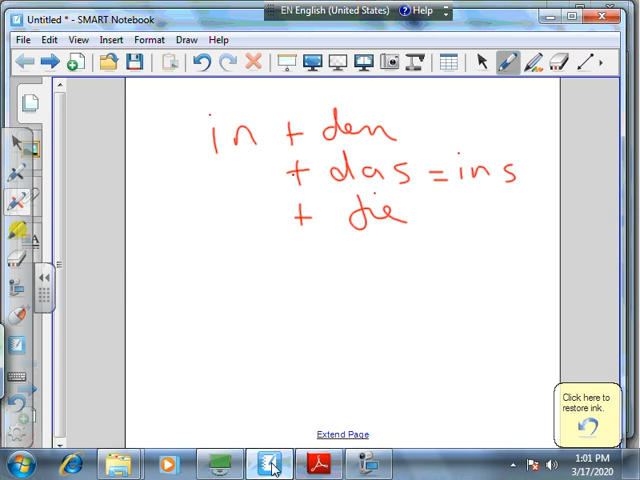 Untitled * - SMART Notebook
EN English (United States) ? Help
File Edit View Insert Format Draw Help
in + den
+ das = ins
+ die
A
Click here to restore ink.
Extend Page
1:01 PM
3/17/2020